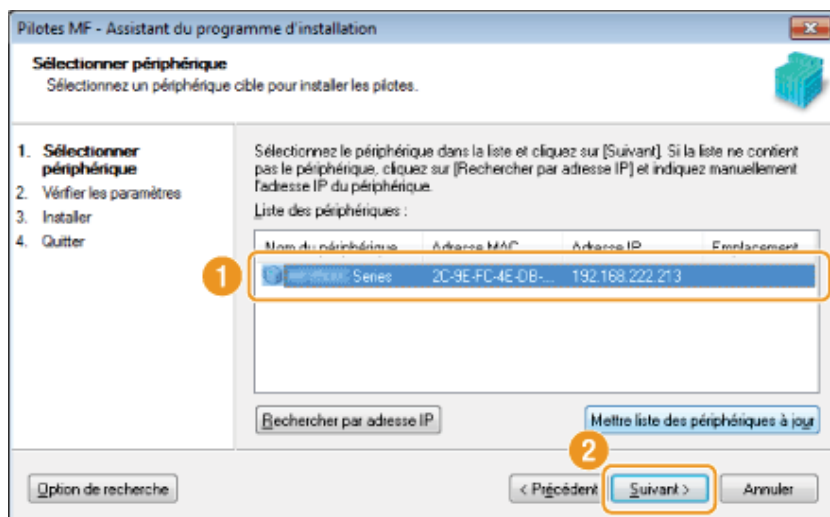 Pilotes MF - Assistant du programme d'installation
Sélectionner périphérique
Sélectionnez un périphérique cible pour installer les pilotes.
1. Sélectionner
périphérique
2. Vérifier les paramètres
3. Installer
4. Quitter
Sélectionnez le périphérique dans la liste et cliquez sur [Suivant]. Si la liste ne contient
pas le périphérique, cliquez sur [Rechercher par adresse IP] et indiquez manuellement
l'adresse IP du périphérique.
Liste des périphériques :
Nom du périphérique Adresse MAC Adresse IP Emplacement
1
Series 2C-9E-FC-4E-DB-... 192.168.222.213
Rechercher par adresse IP Mettre liste des périphériques à jour
2
Option de recherche < Précédent Suivant > Annuler